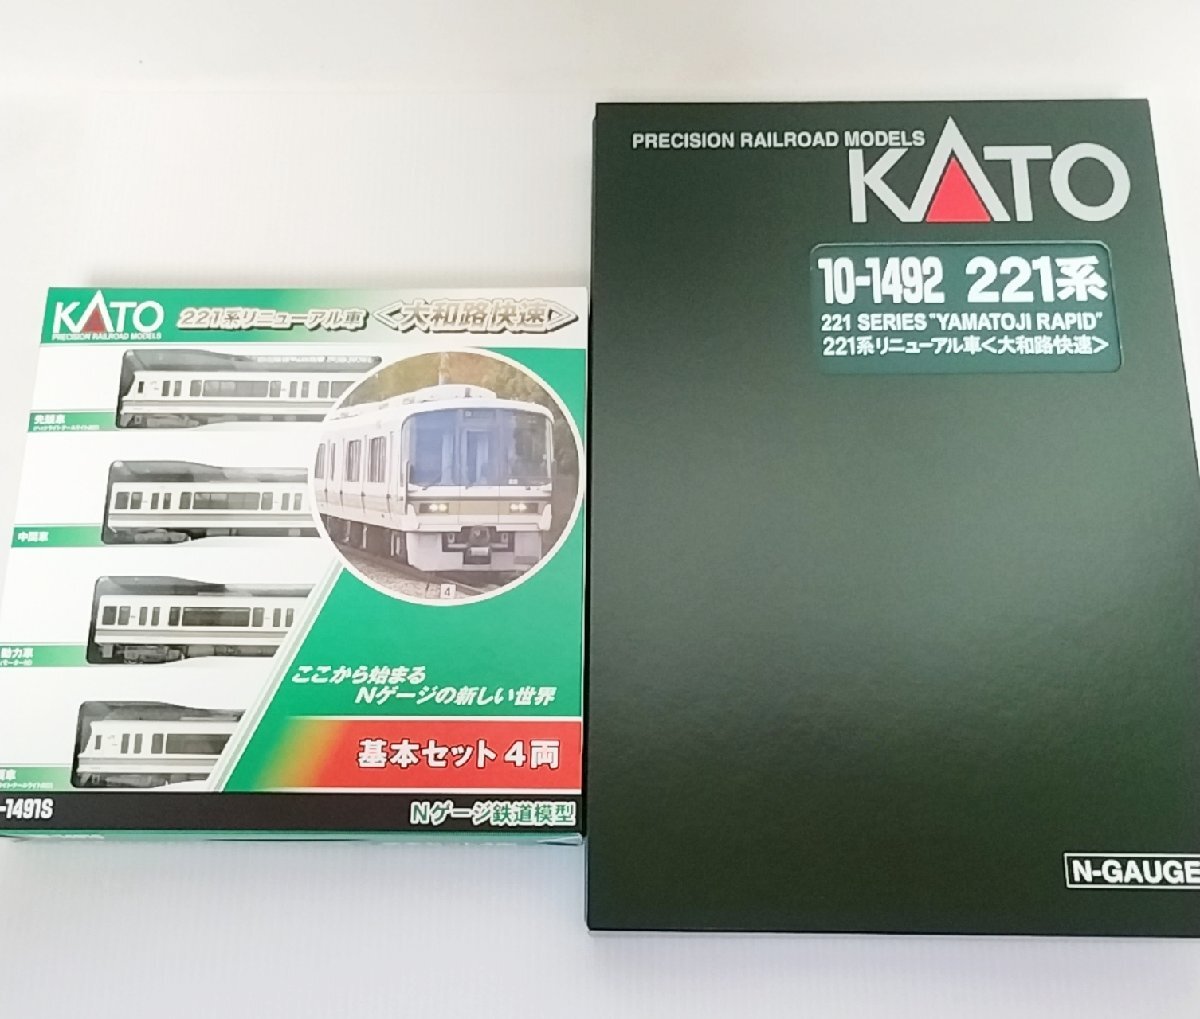 KATO
PRECISION RAILROAD MODELS
221系リニューアル車 <大和路快速>
先頭車
中間車
動力車
4
ここから始まる
Nゲージの新しい世界
基本セット4両
-1491S
Nゲージ鉄道模型
PRECISION RAILROAD MODELS
KATO
10-1492 221系
221 SERIES "YAMATOJI RAPID"
221系リニューアル車<大和路快速>
N-GAUGE